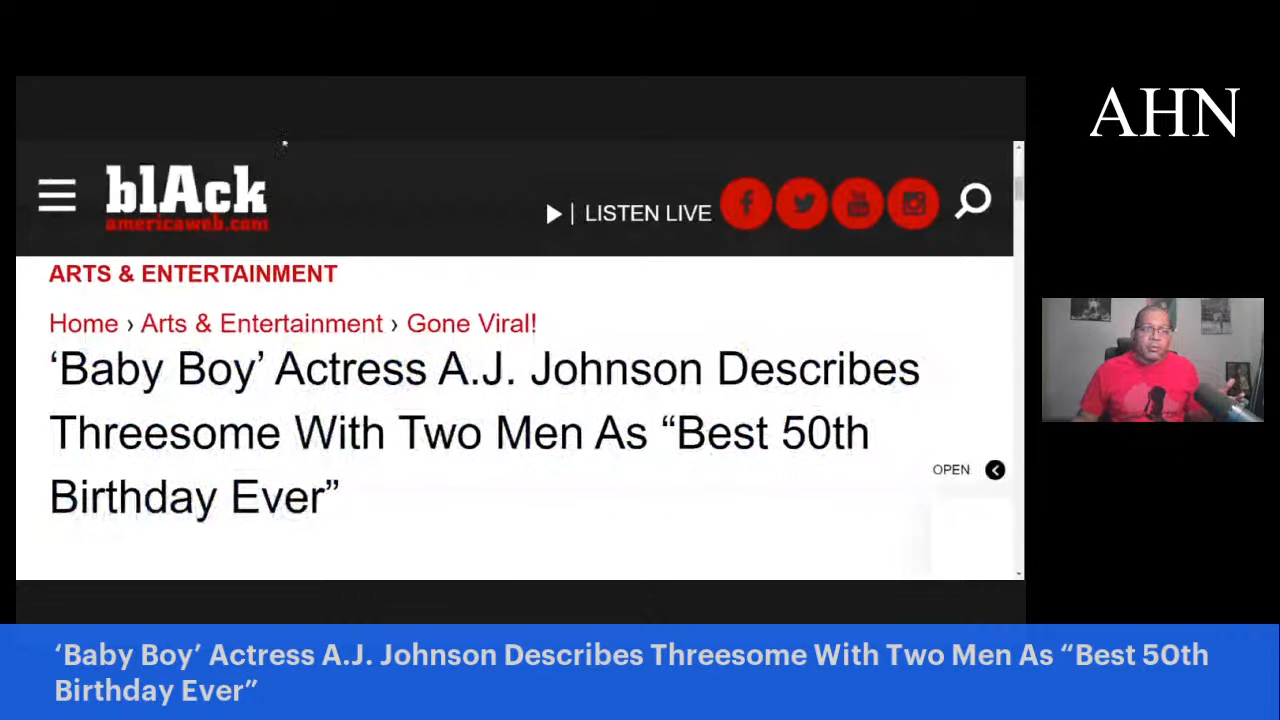 AHN
blAck
americaweb.com
LISTEN LIVE
ARTS & ENTERTAINMENT
Home › Arts & Entertainment › Gone Viral!
‘Baby Boy’ Actress A.J. Johnson Describes
Threesome With Two Men As “Best 50th
Birthday Ever”
OPEN
‘Baby Boy’ Actress A.J. Johnson Describes Threesome With Two Men As “Best 50th
Birthday Ever”